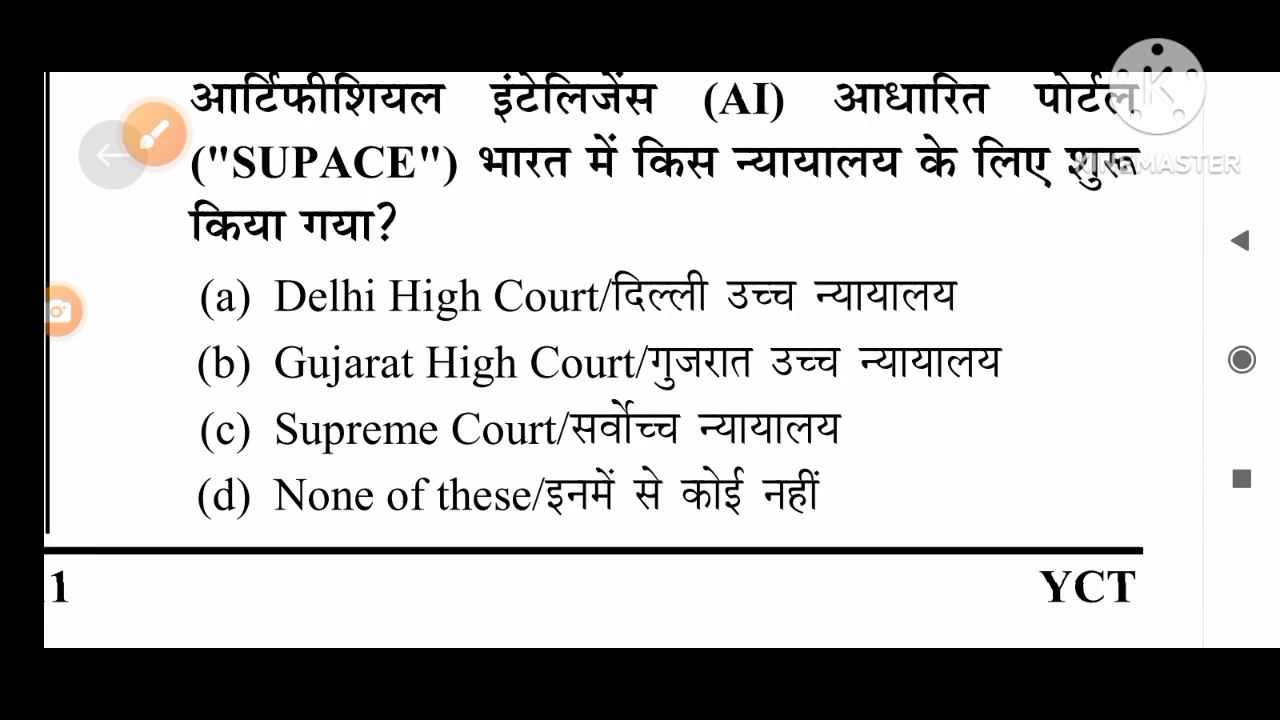 आर्टिफीशियल इंटेलिजेंस (AI) आधारित पोर्टल
("SUPACE") भारत में किस न्यायालय के लिए शुरू
किया गया?
(a) Delhi High Court/दिल्ली उच्च न्यायालय
(b) Gujarat High Court/गुजरात उच्च न्यायालय
(c) Supreme Court/सर्वोच्च न्यायालय
(d) None of these/इनमें से कोई नहीं
1
YCT
KINEMASTER